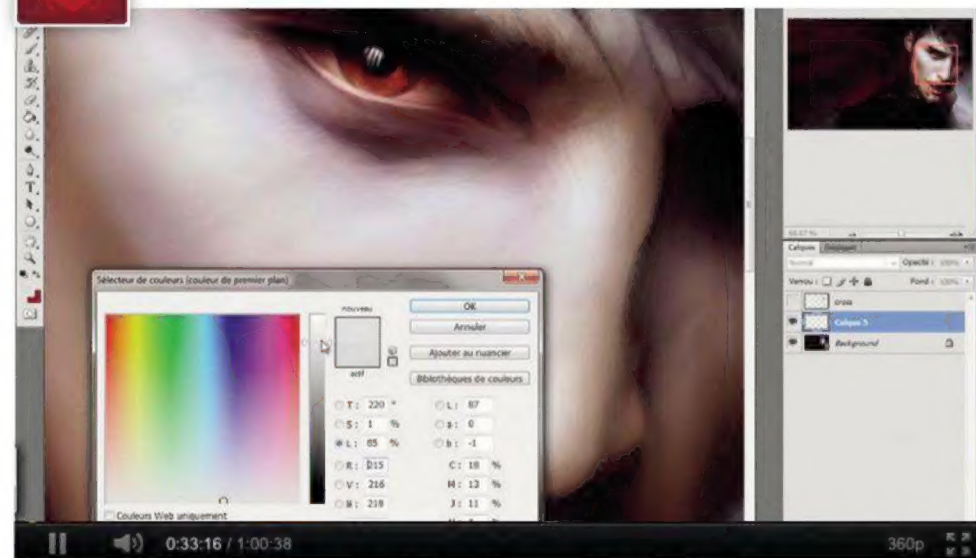 Sélecteur de couleurs (couleur de premier plan)
nouveau
actif
OK
Annuler
Ajouter au nuancier
Bibliothèques de couleurs
T : 220 °
S : 1 %
L : 85 %
R : 215
V : 216
B : 218
L : 87
a : 0
b : -1
C : 18 %
M : 13 %
J : 11 %
Couleurs Web uniquement
66,67 %
Calques
Normal
Opacité : 100%
Verrou :
Fond : 100%
cross
Calque 5
Background
0:33:16 / 1:00:38
360p